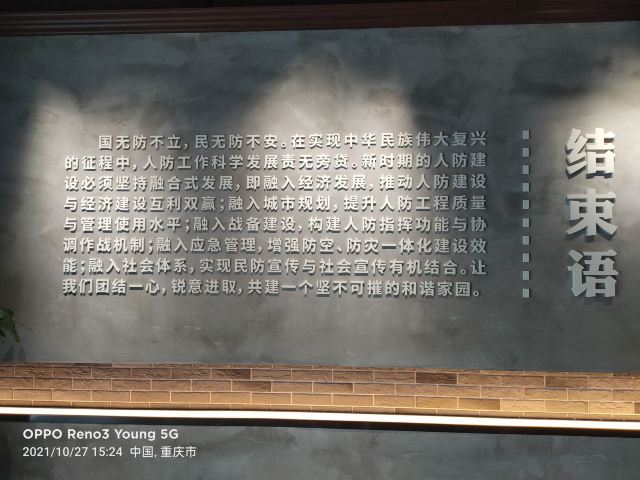 国无防不立，民无防不安。在实现中华民族伟大复兴
的征程中，人防工作科学发展责无旁贷。新时期的人防建
设必须坚持融合式发展，即融入经济发展，推动人防建设
与经济建设互利双赢；融入城市规划，提升人防工程质量
与管理使用水平；融入战备建设，构建人防指挥功能与协
调作战机制；融入应急管理，增强防空、防灾一体化建设效
能；融入社会体系，实现民防宣传与社会宣传有机结合。让
我们团结一心，锐意进取，共建一个坚不可摧的和谐家园。
结束语
OPPO Reno3 Young 5G
2021/10/27 15:24 中国, 重庆市